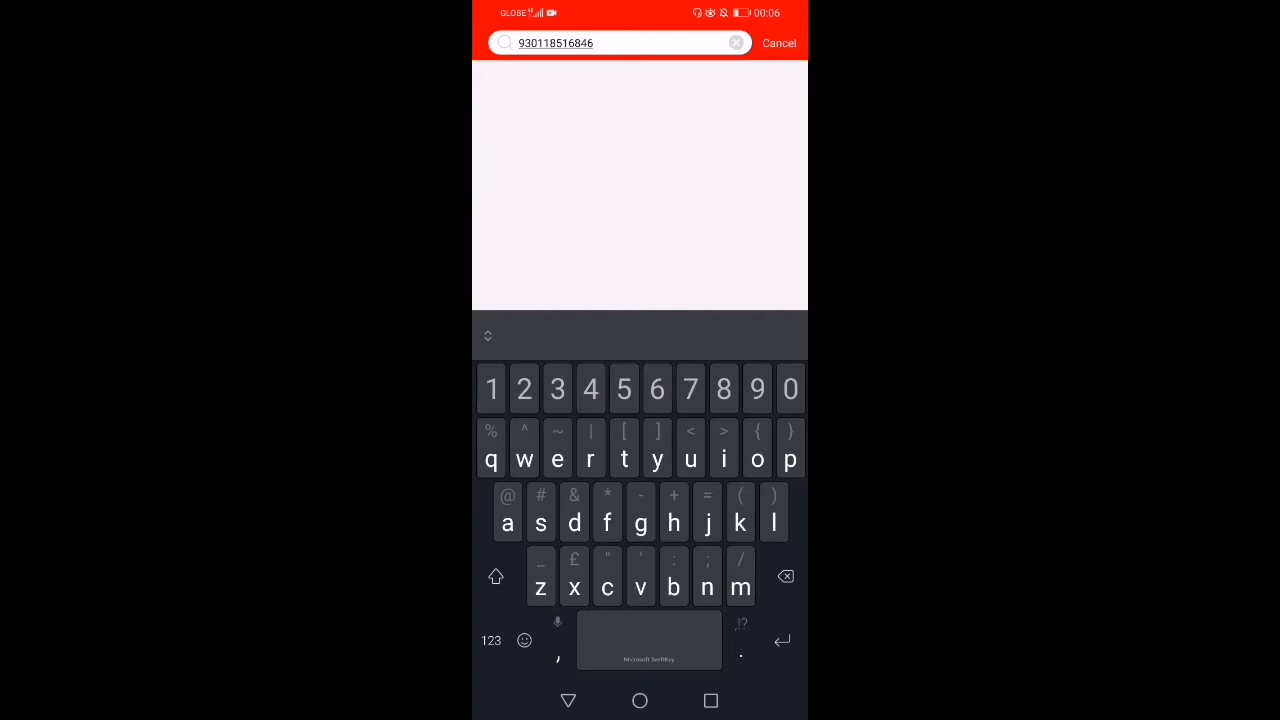 GLOBE 00:06
930118516846 Cancel
1 2 3 4 5 6 7 8 9 0
% ^ ~ | [ ] < > { }
q w e r t y u i o p
@ # & * - + = ( )
a s d f g h j k l
_ £ " ' : ; /
z x c v b n m
123 , Microsoft SwiftKey ,!? .